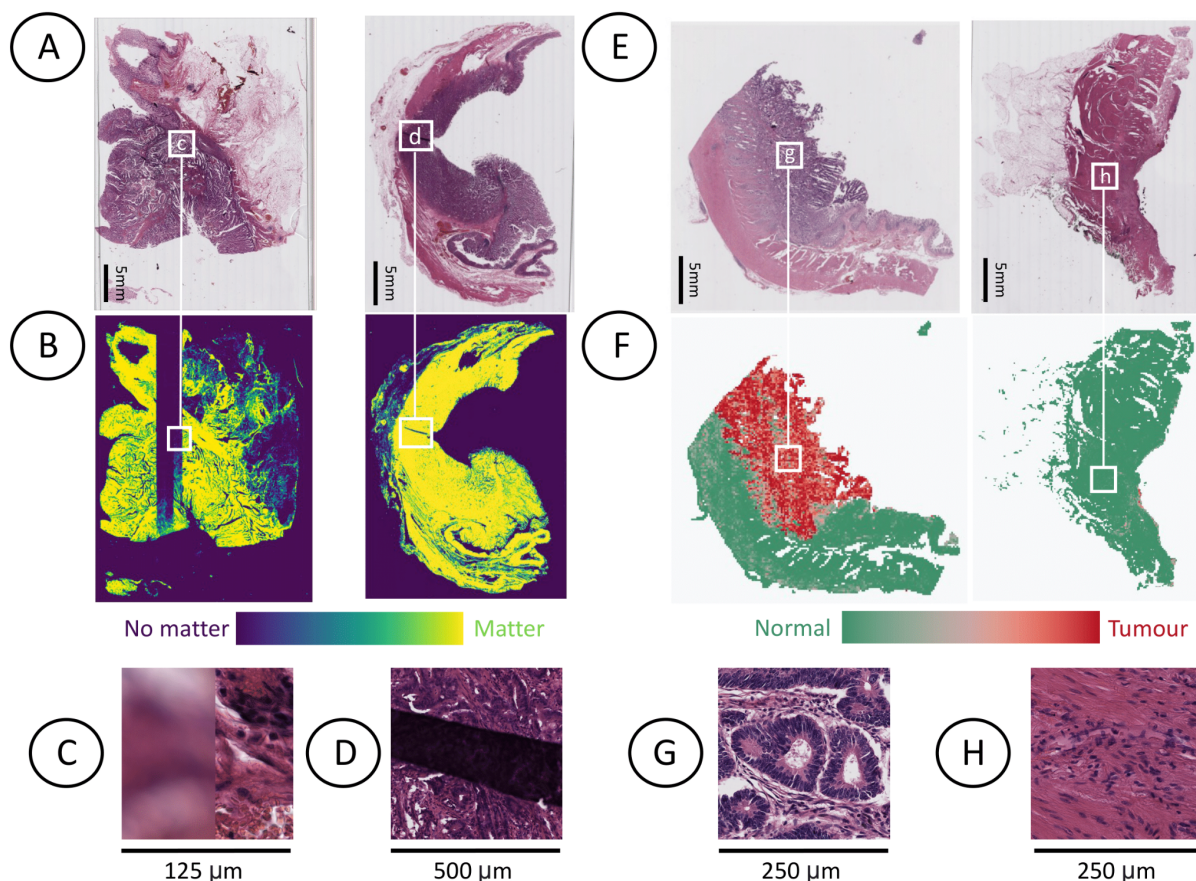 A
E
c
d
g
h
5mm
5mm
5mm
5mm
B
F
No matter
Matter
Normal
Tumour
C
D
G
H
125 µm
500 µm
250 µm
250 µm